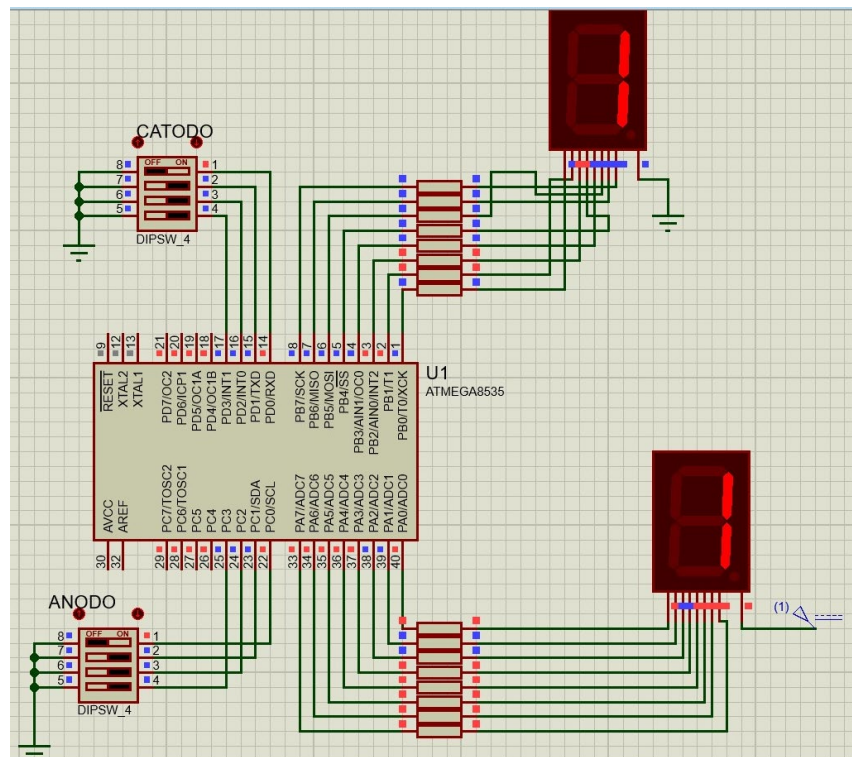 CATODO
OFF ON
8 1
7 2
6 3
5 4
DIPSW_4
9 12 13 21 20 19 18 17 16 15 14 8 7 6 5 4 3 2 1
U1
ATMEGA8535
RESET
XTAL2
XTAL1
PD7/OC2
PD6/ICP1
PD5/OC1A
PD4/OC1B
PD3/INT1
PD2/INT0
PD1/TXD
PD0/RXD
PB7/SCK
PB6/MISO
PB5/MOSI
PB4/SS
PB3/AIN1/OC0
PB2/AIN0/INT2
PB1/T1
PB0/T0/XCK
AVCC
AREF
PC7/TOSC2
PC6/TOSC1
PC5
PC4
PC3
PC2
PC1/SDA
PC0/SCL
PA7/ADC7
PA6/ADC6
PA5/ADC5
PA4/ADC4
PA3/ADC3
PA2/ADC2
PA1/ADC1
PA0/ADC0
30 32 29 28 27 26 25 24 23 22 33 34 35 36 37 38 39 40
ANODO
OFF ON
8 1
7 2
6 3
5 4
DIPSW_4
(1)
1
1